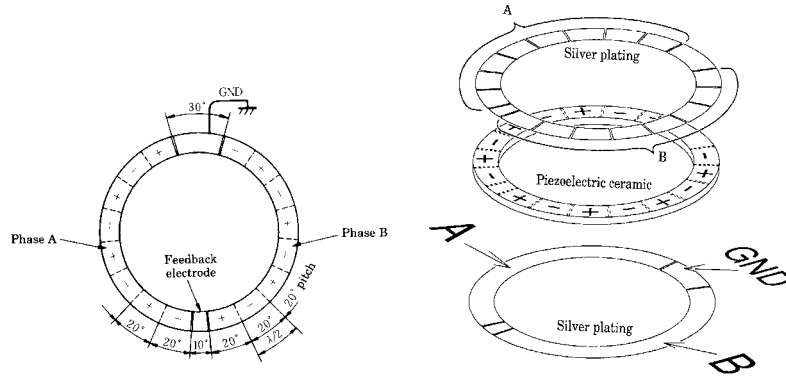 GND
30°
Phase A
Phase B
Feedback
electrode
20° pitch
20°
20°
10°
20°
20°
λ/2
A
Silver plating
B
Piezoelectric ceramic
A
GND
Silver plating
B